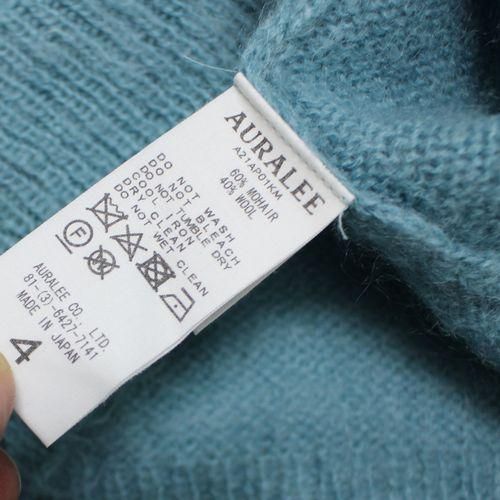 AURALEE
A21AP01KM
60% MOHAIR
40% WOOL
DO NOT WASH
DO NOT BLEACH
DO NOT TUMBLE DRY
COOL IRON
DRY CLEAN
DO NOT WET CLEAN
F
AURALEE CO., LTD.
81-(3)-6427-7141
MADE IN JAPAN
4